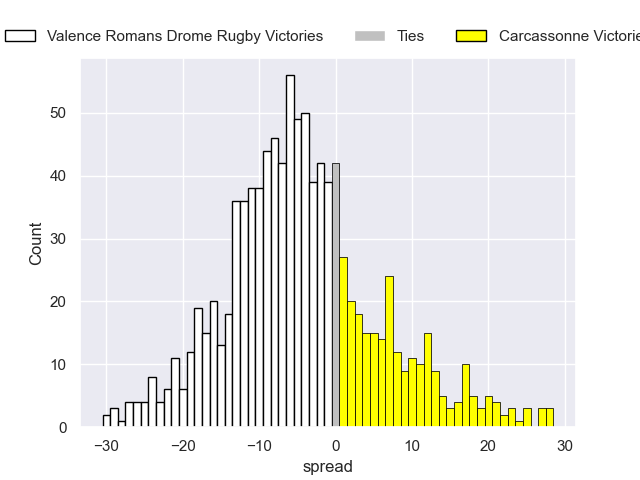 Valence Romans Drome Rugby Victories Ties Carcassonne Victorie
50
40
30
20
10
0
Count
−30 −20 −10 0 10 20 30
spread